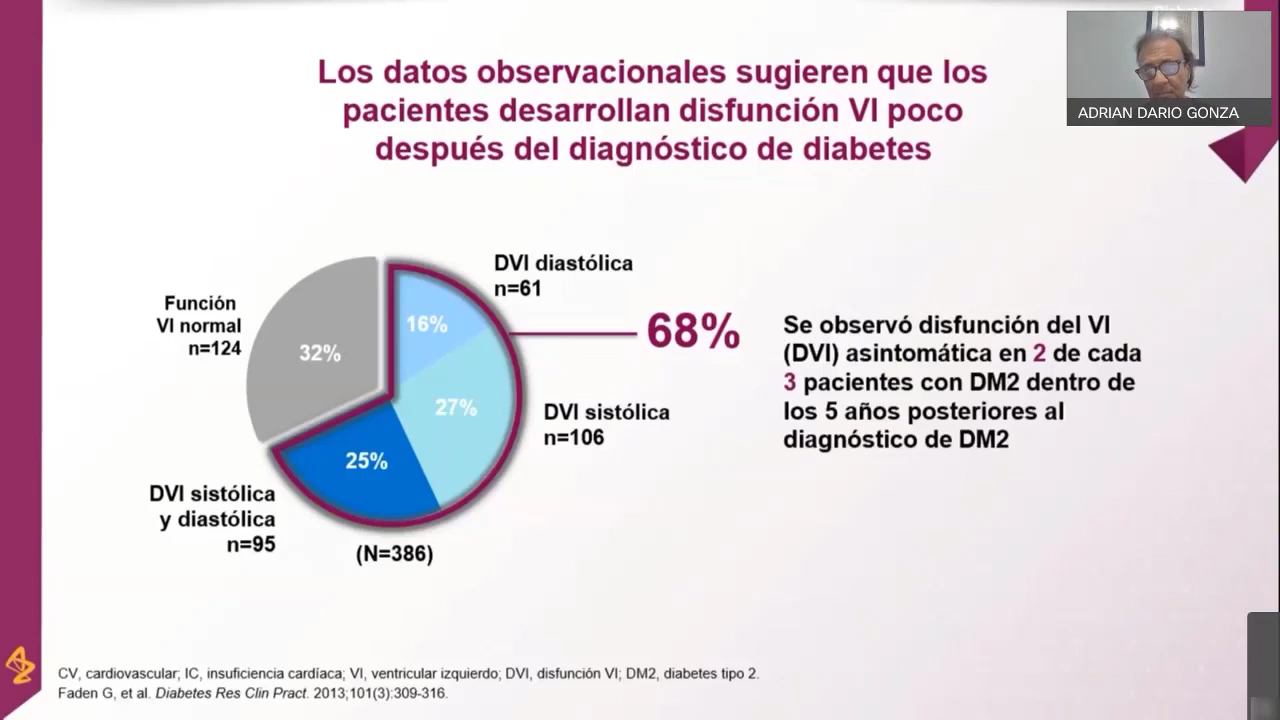 Los datos observacionales sugieren que los
pacientes desarrollan disfunción VI poco
después del diagnóstico de diabetes
ADRIAN DARIO GONZA
DVI diastólica
n=61
Función
VI normal
n=124
16%
32%
68%
27%
25%
DVI sistólica
n=106
DVI sistólica
y diastólica
n=95
(N=386)
Se observó disfunción del VI
(DVI) asintomática en 2 de cada
3 pacientes con DM2 dentro de
los 5 años posteriores al
diagnóstico de DM2
CV, cardiovascular; IC, insuficiencia cardíaca; VI, ventricular izquierdo; DVI, disfunción VI; DM2, diabetes tipo 2.
Faden G, et al. Diabetes Res Clin Pract. 2013;101(3):309-316.